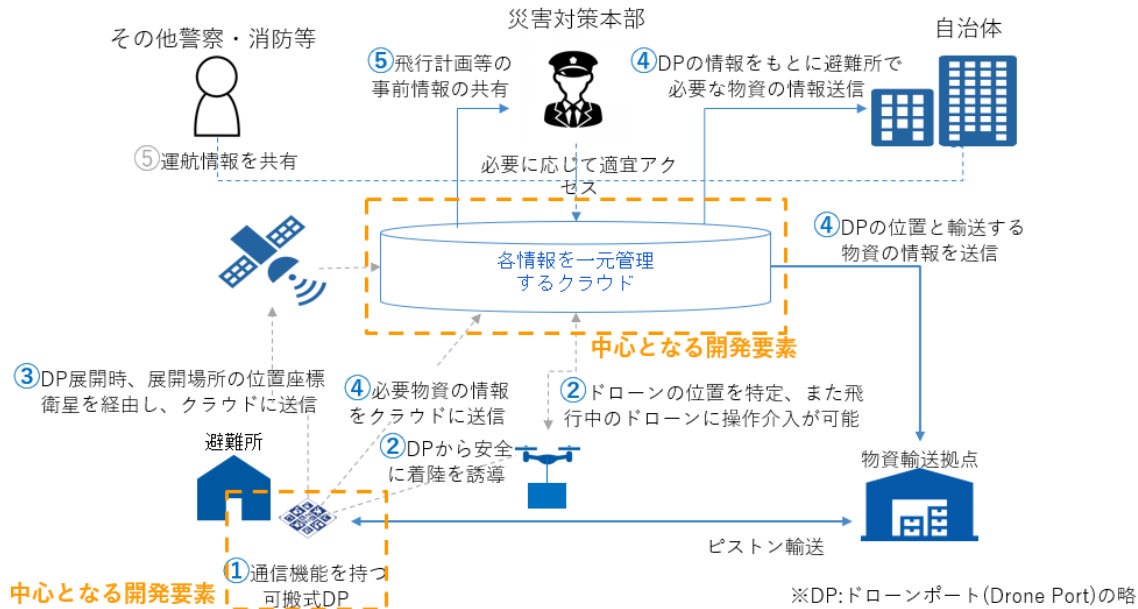 災害対策本部
その他警察・消防等
自治体
⑤飛行計画等の
事前情報の共有
④DPの情報をもとに避難所で
必要な物資の情報送信
⑤運航情報を共有
必要に応じて適宜アク
セス
④DPの位置と輸送する
物資の情報を送信
各情報を一元管理
するクラウド
中心となる開発要素
③DP展開時、展開場所の位置座標
衛星を経由し、クラウドに送信
④必要物資の情報
をクラウドに送信
②ドローンの位置を特定、また飛
行中のドローンに操作介入が可能
避難所
②DPから安全
に着陸を誘導
物資輸送拠点
ピストン輸送
①通信機能を持つ
可搬式DP
中心となる開発要素
※DP:ドローンポート(Drone Port)の略